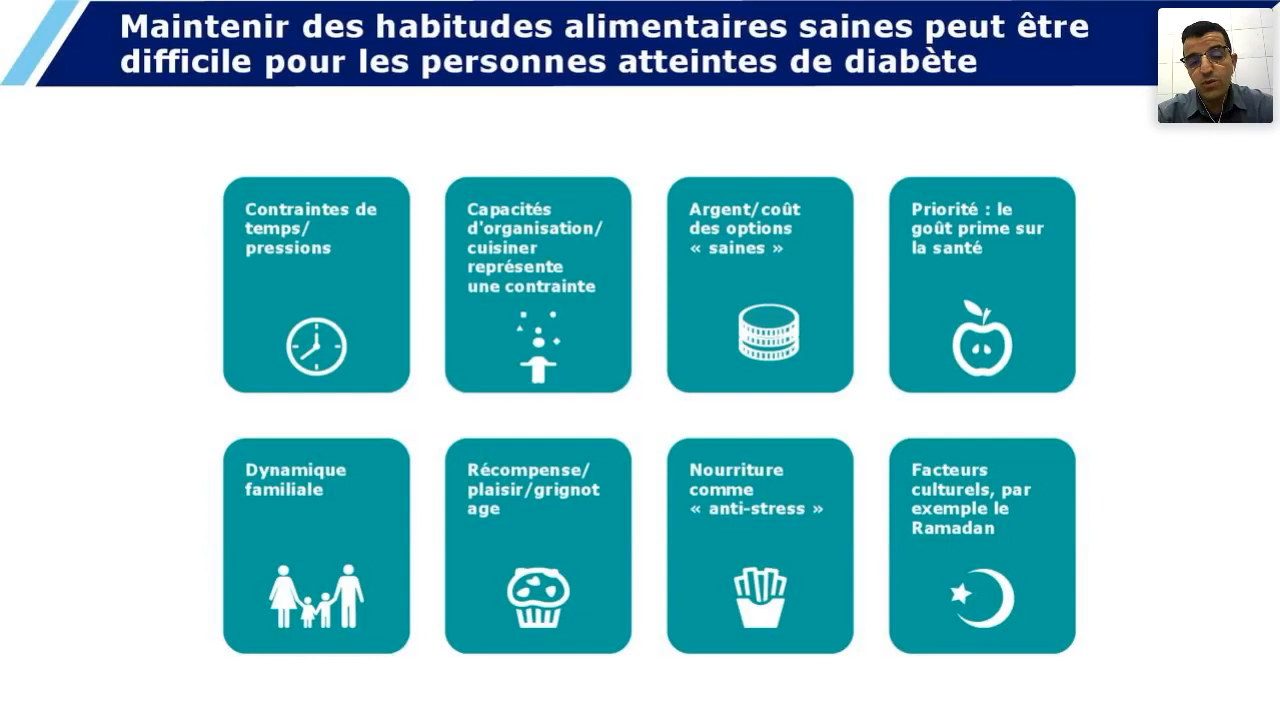 Maintenir des habitudes alimentaires saines peut être
difficile pour les personnes atteintes de diabète
Contraintes de
temps/
pressions
Capacités
d'organisation/
cuisiner
représente
une contrainte
Argent/coût
des options
« saines »
Priorité : le
goût prime sur
la santé
Dynamique
familiale
Récompense/
plaisir/grignot
age
Nourriture
comme
« anti-stress »
Facteurs
culturels, par
exemple le
Ramadan